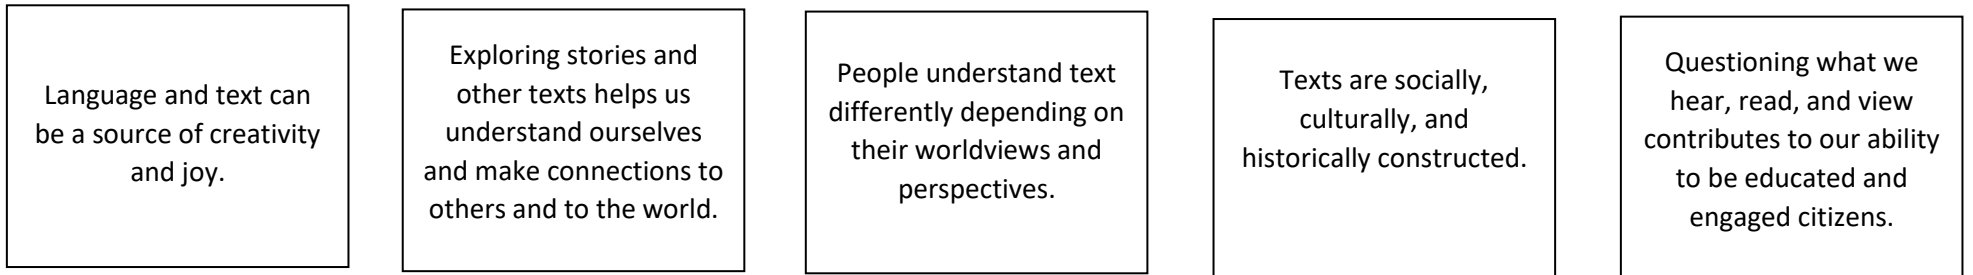 Language and text can
be a source of creativity
and joy.
Exploring stories and
other texts helps us
understand ourselves
and make connections to
others and to the world.
People understand text
differently depending on
their worldviews and
perspectives.
Texts are socially,
culturally, and
historically constructed.
Questioning what we
hear, read, and view
contributes to our ability
to be educated and
engaged citizens.